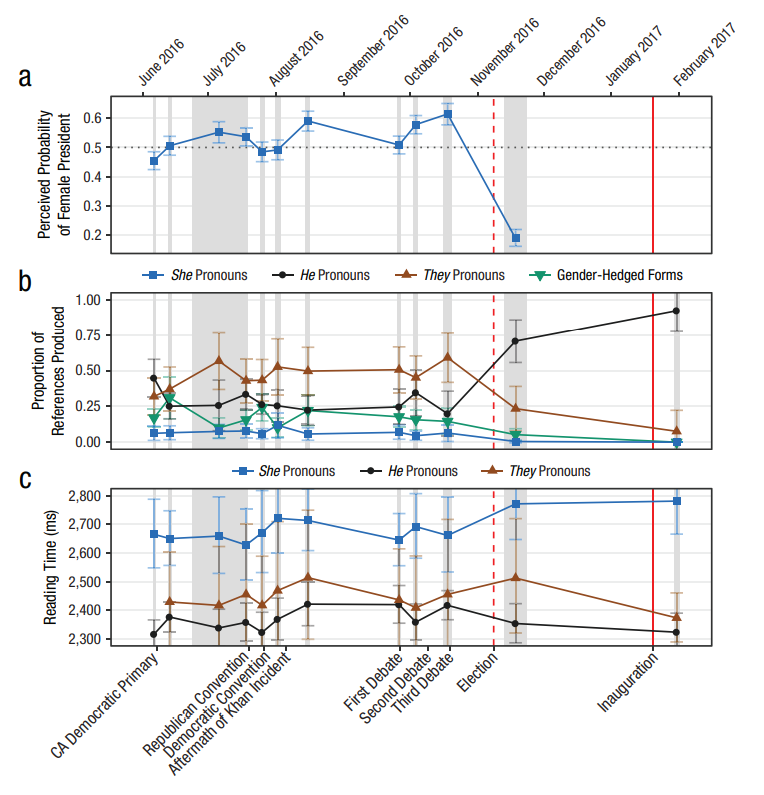 June 2016
July 2016
August 2016
September 2016
October 2016
November 2016
December 2016
January 2017
February 2017
a
Perceived Probability
of Female President
0.6
0.5
0.4
0.3
0.2
She Pronouns
He Pronouns
They Pronouns
Gender-Hedged Forms
b
Proportion of
References Produced
1.00
0.75
0.50
0.25
0.00
She Pronouns
He Pronouns
They Pronouns
c
Reading Time (ms)
2,800
2,700
2,600
2,500
2,400
2,300
CA Democratic Primary
Republican Convention
Democratic Convention
Aftermath of Khan Incident
First Debate
Second Debate
Third Debate
Election
Inauguration